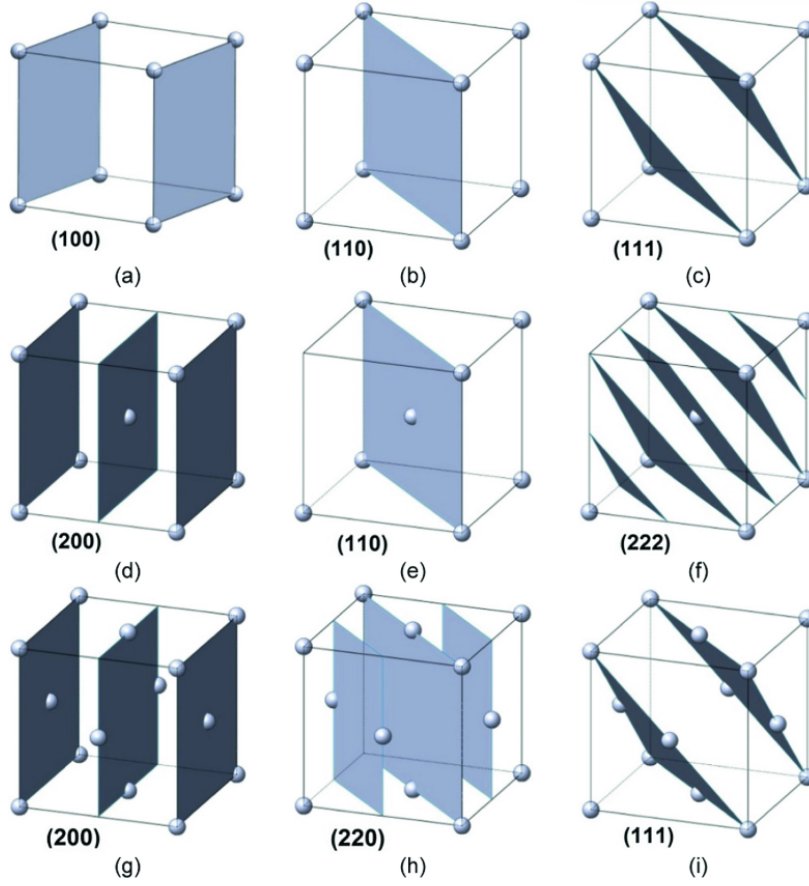 (100) (110) (111)
(a) (b) (c)
(200) (110) (222)
(d) (e) (f)
(200) (220) (111)
(g) (h) (i)